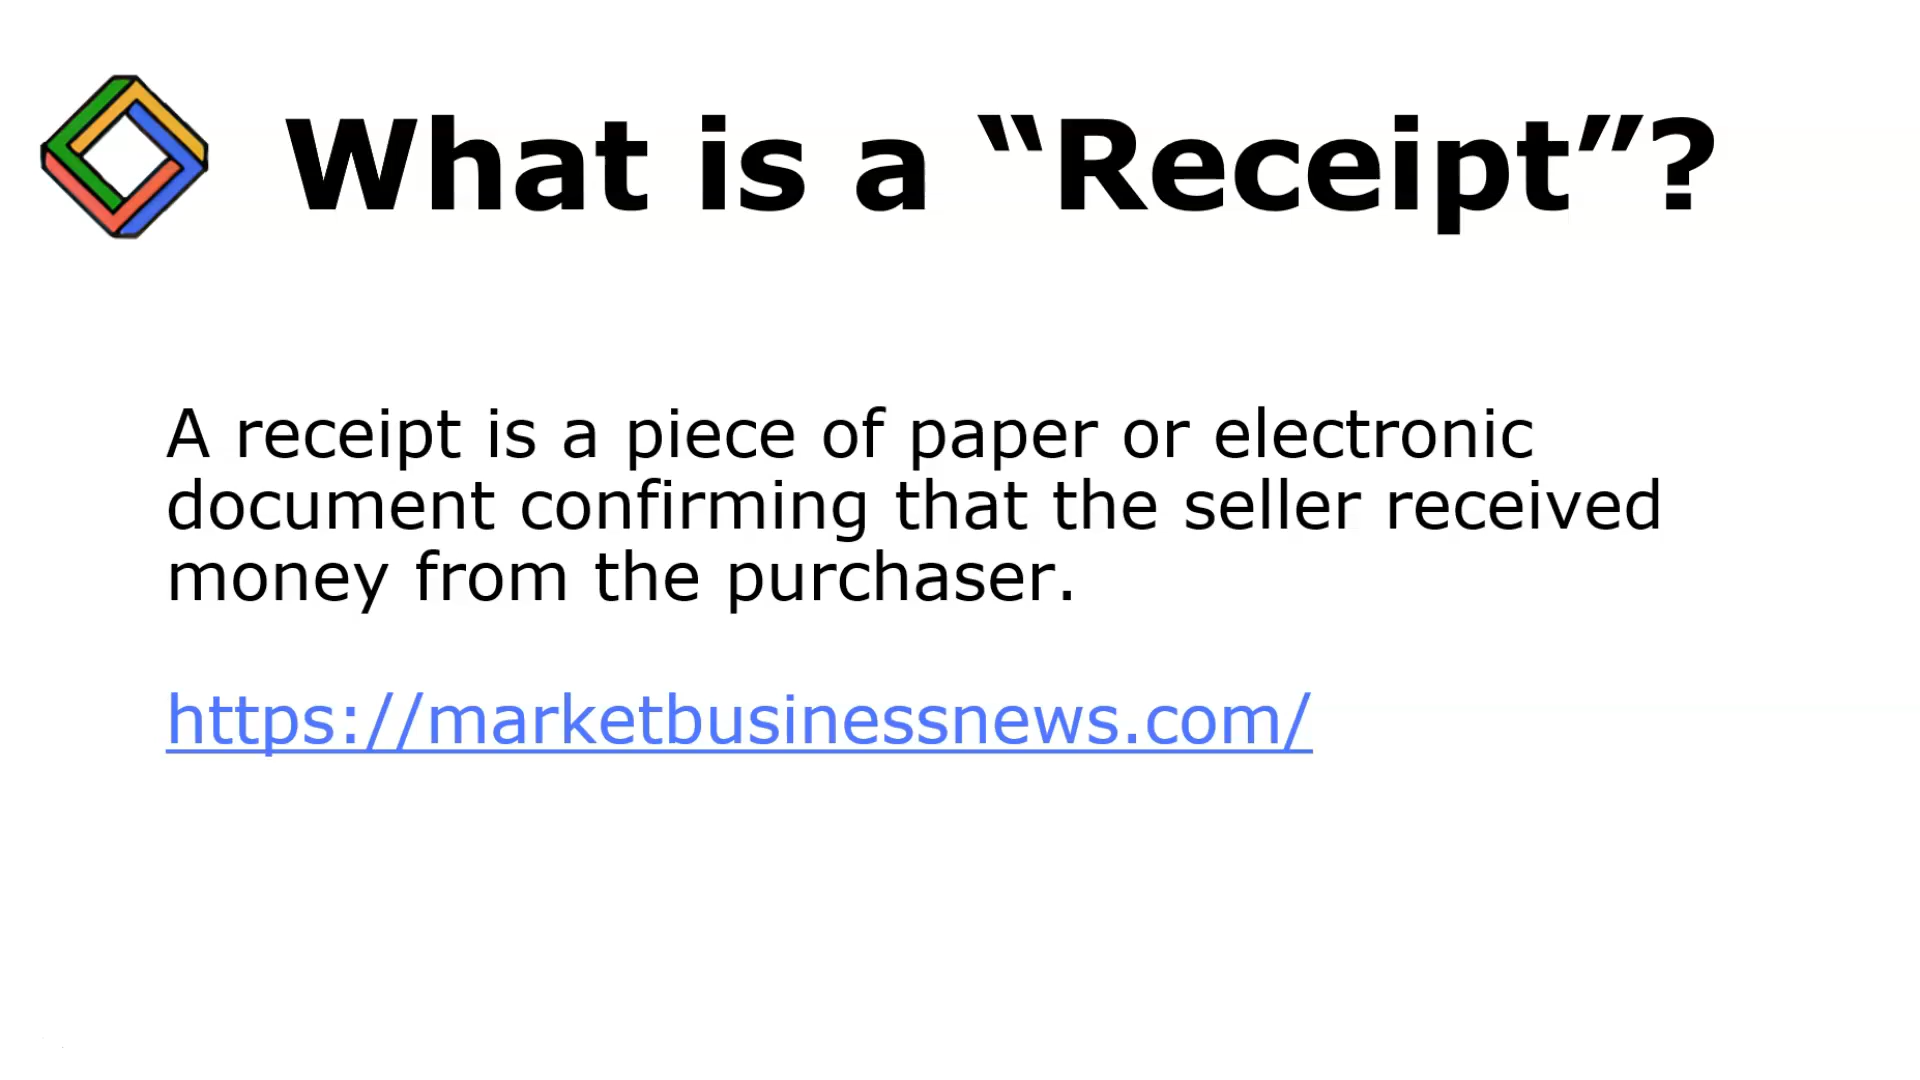 What is a “Receipt”?
A receipt is a piece of paper or electronic
document confirming that the seller received
money from the purchaser.
https://marketbusinessnews.com/